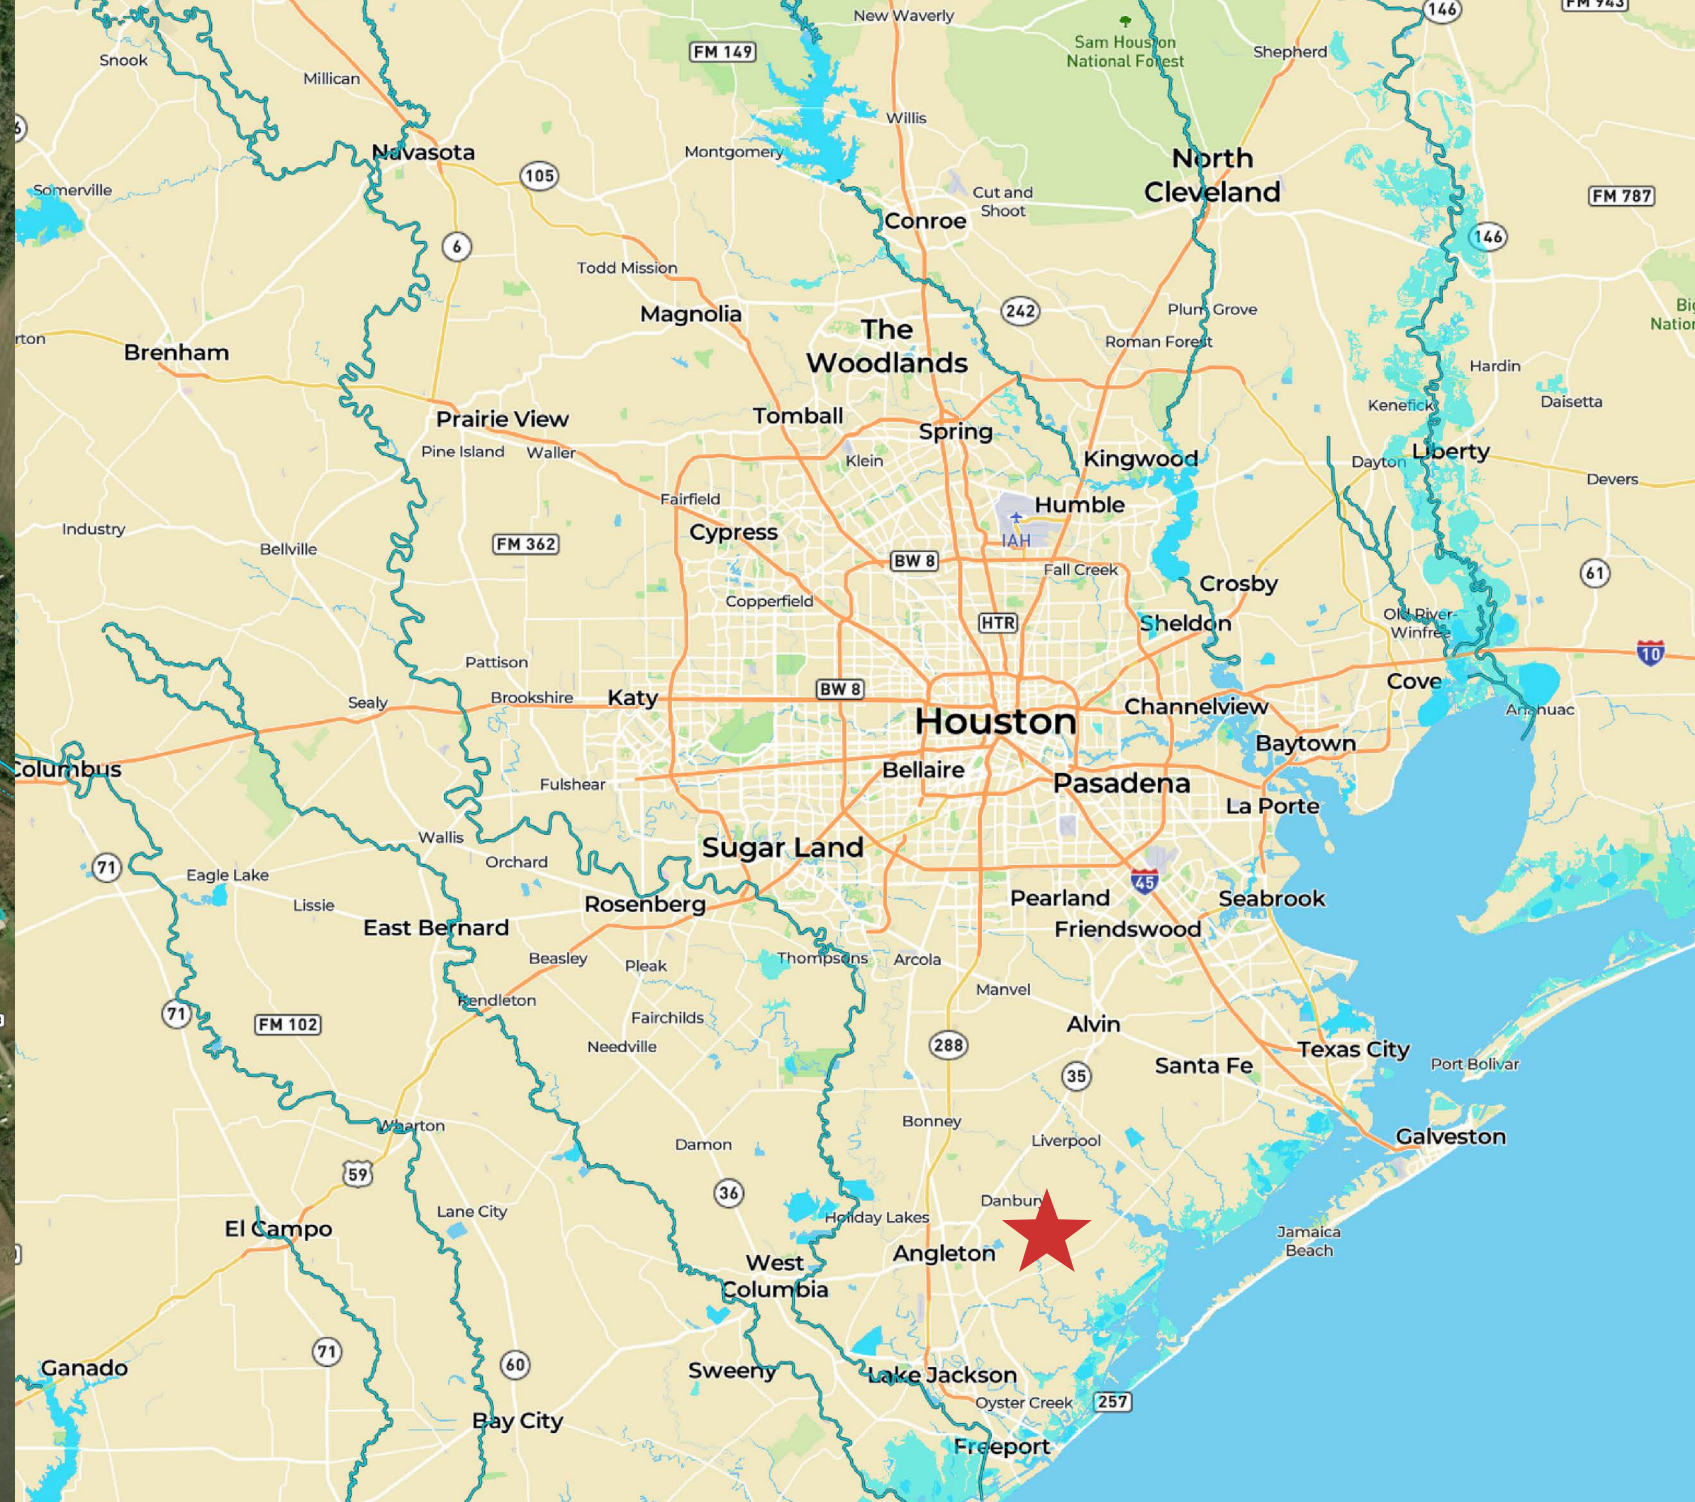 New Waverly
146
FM 943
Snook
FM 149
Sam Houston
National Forest
Shepherd
Millican
Willis
Navasota
Montgomery
North
Cleveland
105
Somerville
Cut and
Shoot
FM 787
Conroe
6
146
Todd Mission
Magnolia
242
Plum Grove
The
Woodlands
Roman Forest
Brenham
Hardin
Prairie View
Tomball
Kenefick
Daisetta
Spring
Pine Island
Waller
Klein
Kingwood
Dayton
Liberty
Devers
Fairfield
Humble
Industry
Cypress
IAH
Bellville
FM 362
BW 8
Fall Creek
61
Crosby
Copperfield
HTR
Sheldon
Old River-
Winfree
Pattison
10
Sealy
Brookshire
Katy
BW 8
Cove
Houston
Channelview
Anahuac
Baytown
Columbus
Fulshear
Bellaire
Pasadena
La Porte
Wallis
Sugar Land
71
Eagle Lake
Orchard
45
Lissie
Rosenberg
Pearland
Seabrook
East Bernard
Friendswood
Beasley
Pleak
Thompsons
Arcola
Kendleton
Manvel
71
FM 102
Fairchilds
Alvin
Needville
288
Texas City
Santa Fe
Port Bolivar
35
Wharton
Bonney
Damon
Liverpool
Galveston
59
36
Danbury
Lane City
Holiday Lakes
El Campo
Jamaica
Beach
Angleton
West
Columbia
71
60
Ganado
Sweeny
Lake Jackson
Oyster Creek
257
Bay City
Freeport